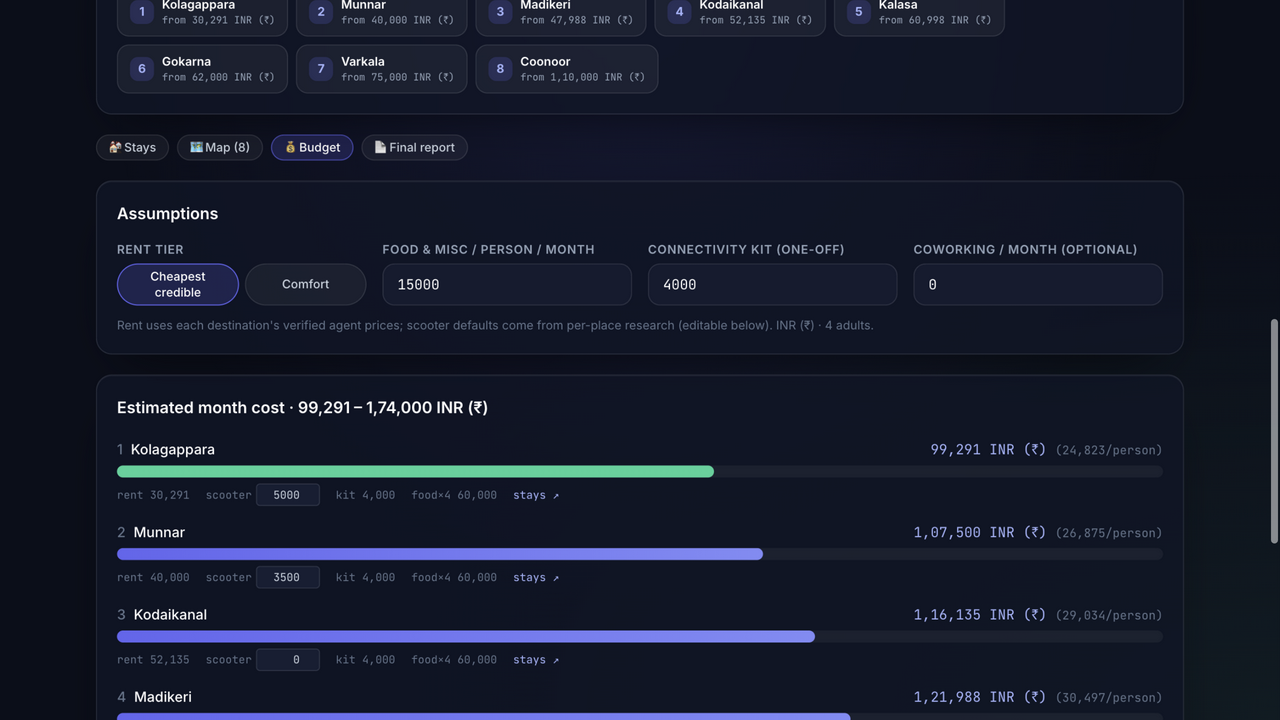 1 Kolagappara
from 30,291 INR (₹)
2 Munnar
from 40,000 INR (₹)
3 Madikeri
from 47,988 INR (₹)
4 Kodaikanal
from 52,135 INR (₹)
5 Kalasa
from 60,998 INR (₹)
6 Gokarna
from 62,000 INR (₹)
7 Varkala
from 75,000 INR (₹)
8 Coonoor
from 1,10,000 INR (₹)
Stays
Map (8)
Budget
Final report
Assumptions
RENT TIER
Cheapest
credible
Comfort
FOOD & MISC / PERSON / MONTH
15000
CONNECTIVITY KIT (ONE-OFF)
4000
COWORKING / MONTH (OPTIONAL)
0
Rent uses each destination's verified agent prices; scooter defaults come from per-place research (editable below). INR (₹) · 4 adults.
Estimated month cost · 99,291 – 1,74,000 INR (₹)
1 Kolagappara 99,291 INR (₹) (24,823/person)
rent 30,291 scooter 5000 kit 4,000 food×4 60,000 stays ↗
2 Munnar 1,07,500 INR (₹) (26,875/person)
rent 40,000 scooter 3500 kit 4,000 food×4 60,000 stays ↗
3 Kodaikanal 1,16,135 INR (₹) (29,034/person)
rent 52,135 scooter 0 kit 4,000 food×4 60,000 stays ↗
4 Madikeri 1,21,988 INR (₹) (30,497/person)